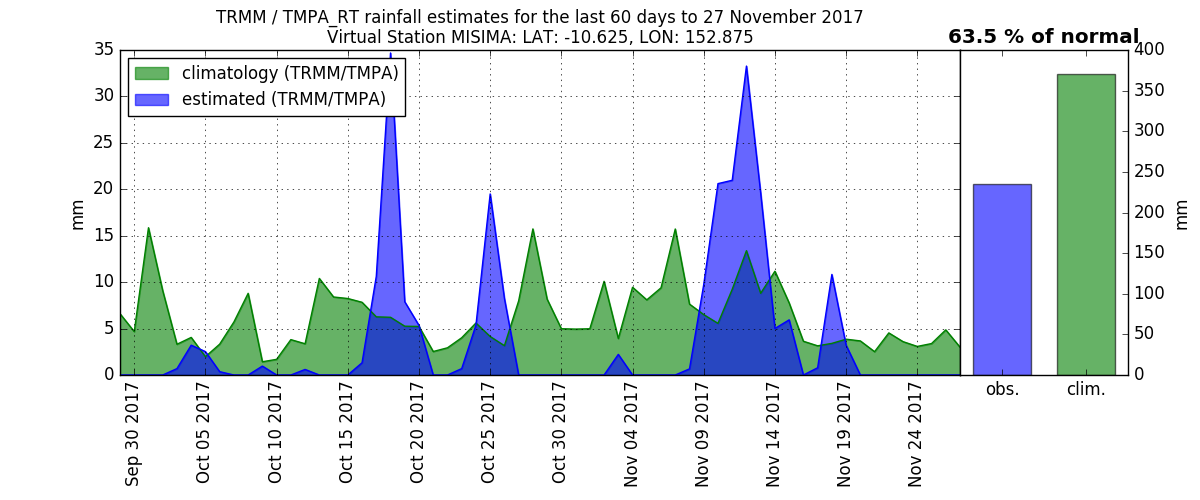 TRMM / TMPA_RT rainfall estimates for the last 60 days to 27 November 2017
Virtual Station MISIMA: LAT: -10.625, LON: 152.875
63.5 % of normal
climatology (TRMM/TMPA)
estimated (TRMM/TMPA)
mm
35
30
25
20
15
10
5
0
Sep 30 2017
Oct 05 2017
Oct 10 2017
Oct 15 2017
Oct 20 2017
Oct 25 2017
Oct 30 2017
Nov 04 2017
Nov 09 2017
Nov 14 2017
Nov 19 2017
Nov 24 2017
obs.
clim.
400
350
300
250
200
150
100
50
0
mm